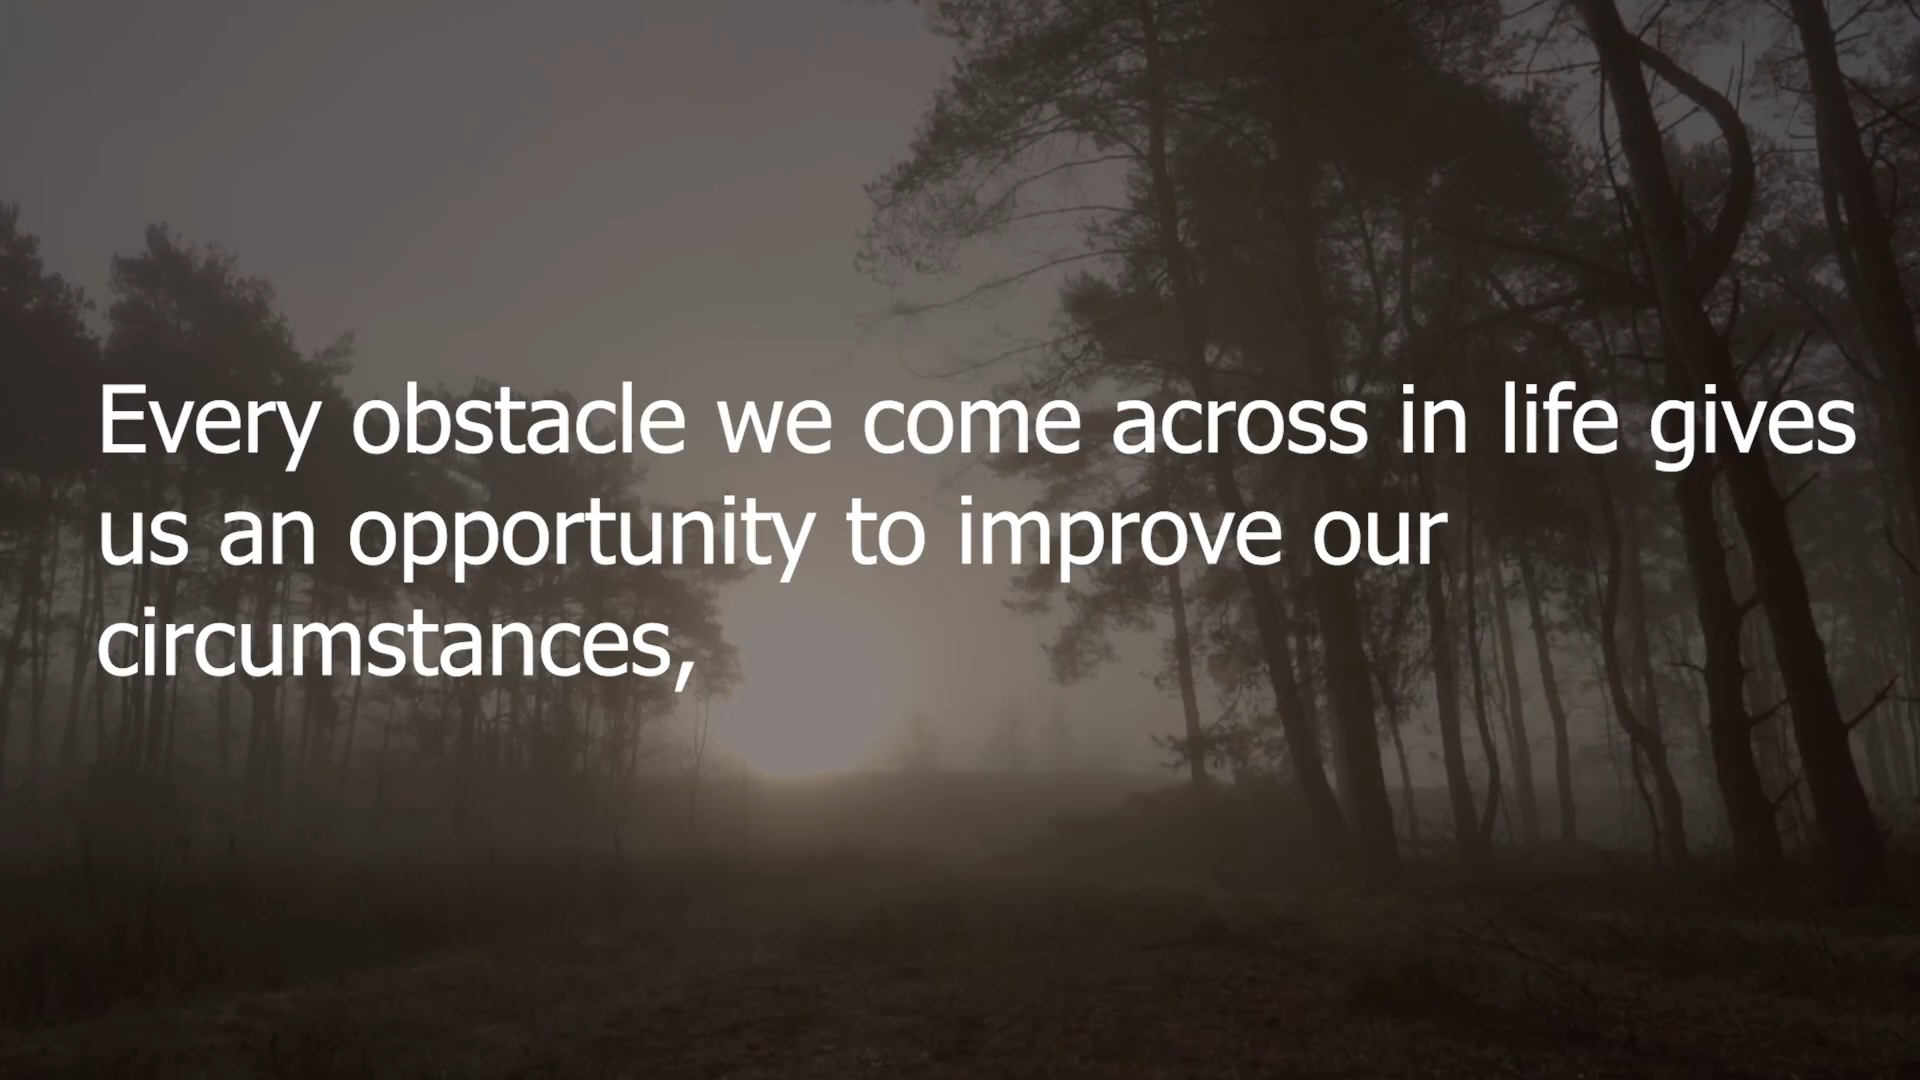 Every obstacle we come across in life gives
us an opportunity to improve our
circumstances,